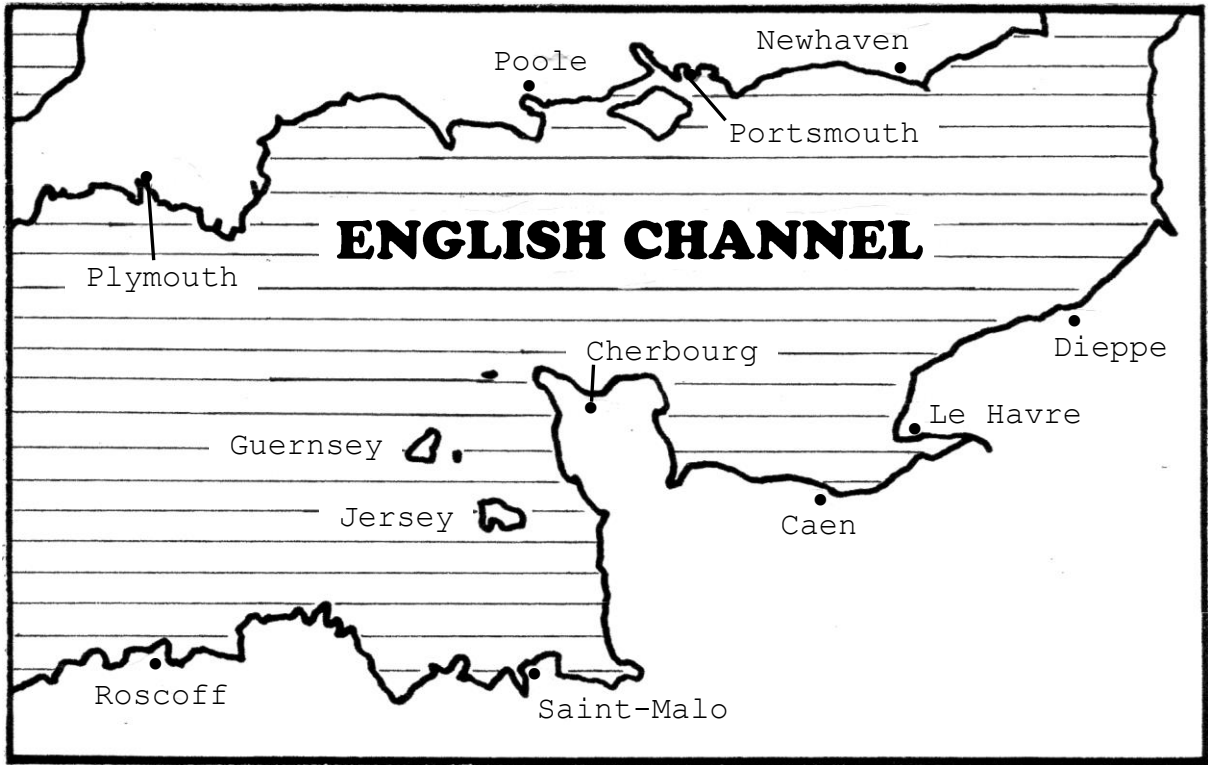 Newhaven
Poole
Portsmouth
ENGLISH CHANNEL
Plymouth
Cherbourg
Dieppe
Le Havre
Guernsey
Jersey
Caen
Roscoff
Saint-Malo